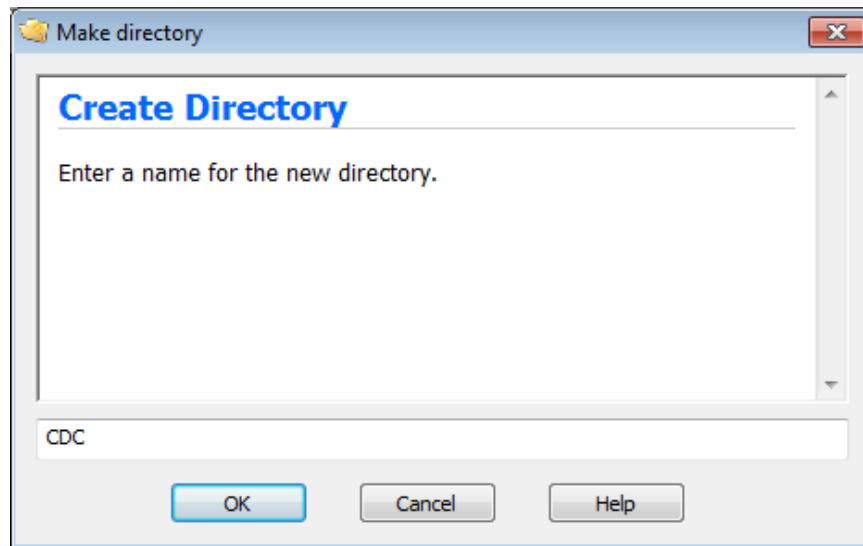 Make directory
Create Directory
Enter a name for the new directory.
CDC
OK Cancel Help